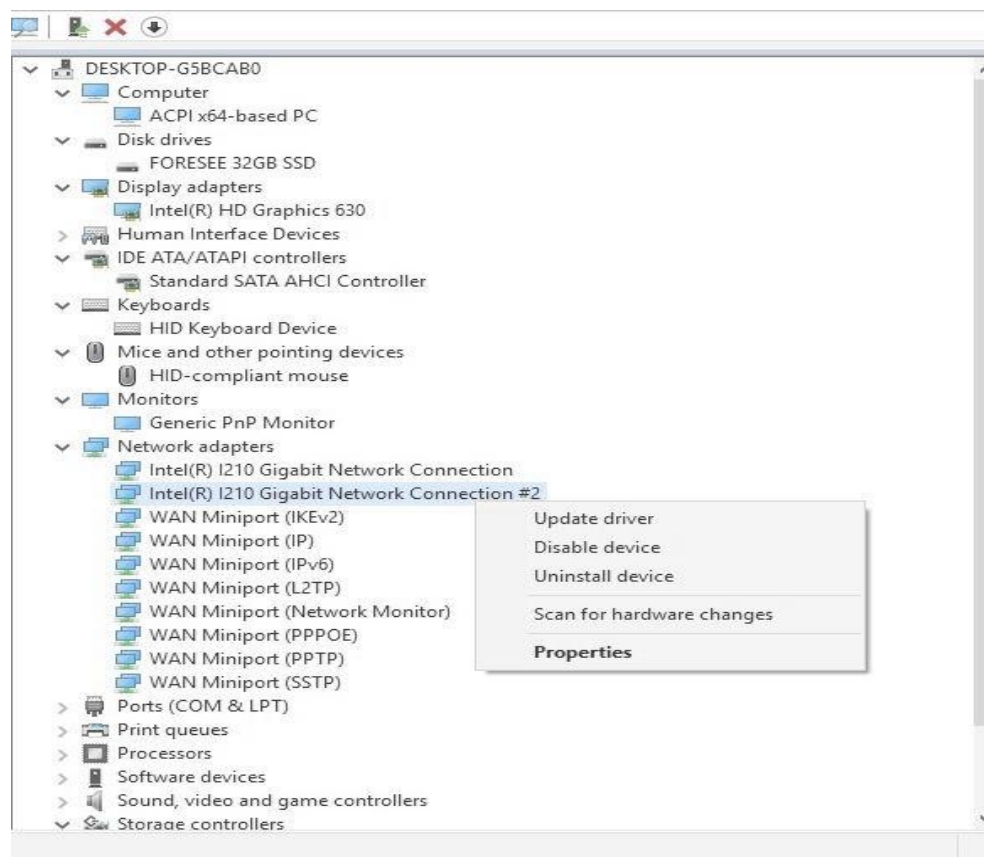 DESKTOP-G5BCAB0
Computer
ACPI x64-based PC
Disk drives
FORESEE 32GB SSD
Display adapters
Intel(R) HD Graphics 630
Human Interface Devices
IDE ATA/ATAPI controllers
Standard SATA AHCI Controller
Keyboards
HID Keyboard Device
Mice and other pointing devices
HID-compliant mouse
Monitors
Generic PnP Monitor
Network adapters
Intel(R) I210 Gigabit Network Connection
Intel(R) I210 Gigabit Network Connection #2
WAN Miniport (IKEv2)
WAN Miniport (IP)
WAN Miniport (IPv6)
WAN Miniport (L2TP)
WAN Miniport (Network Monitor)
WAN Miniport (PPPOE)
WAN Miniport (PPTP)
WAN Miniport (SSTP)
Ports (COM & LPT)
Print queues
Processors
Software devices
Sound, video and game controllers
Storage controllers
Update driver
Disable device
Uninstall device
Scan for hardware changes
Properties